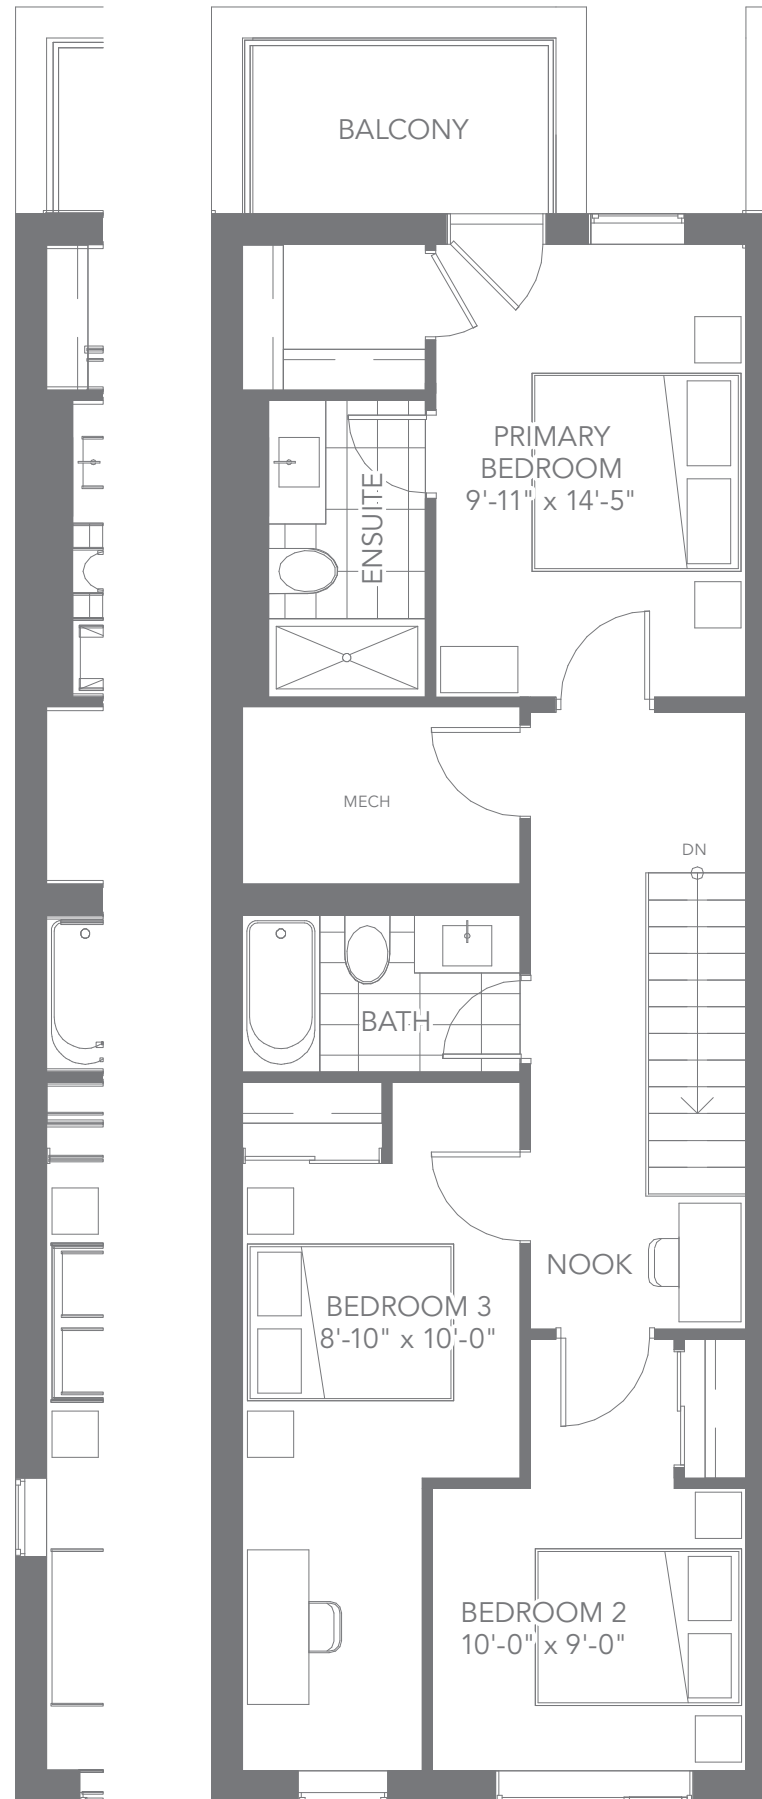 BALCONY
PRIMARY
BEDROOM
9'-11" x 14'-5"
ENSUITE
MECH
DN
BATH
NOOK
BEDROOM 3
8'-10" x 10'-0"
BEDROOM 2
10'-0" x 9'-0"